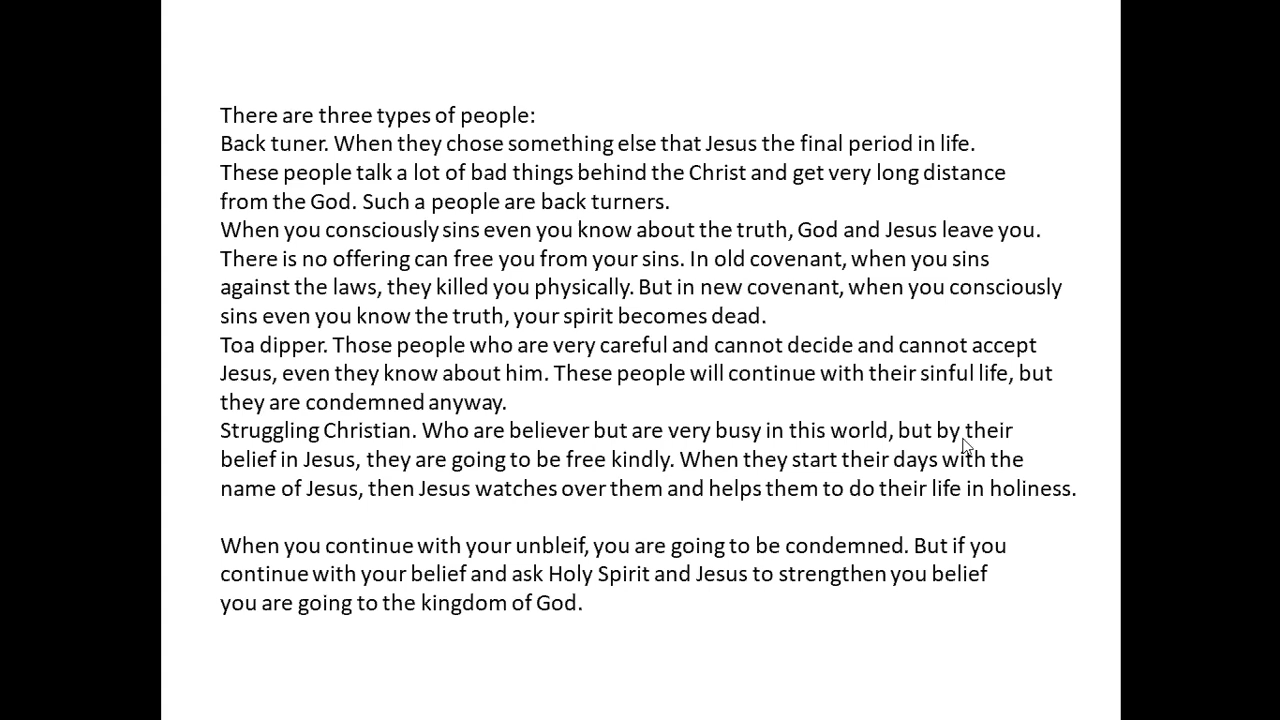 There are three types of people:
Back tuner. When they chose something else that Jesus the final period in life.
These people talk a lot of bad things behind the Christ and get very long distance
from the God. Such a people are back turners.
When you consciously sins even you know about the truth, God and Jesus leave you.
There is no offering can free you from your sins. In old covenant, when you sins
against the laws, they killed you physically. But in new covenant, when you consciously
sins even you know the truth, your spirit becomes dead.
Toa dipper. Those people who are very careful and cannot decide and cannot accept
Jesus, even they know about him. These people will continue with their sinful life, but
they are condemned anyway.
Struggling Christian. Who are believer but are very busy in this world, but by their
belief in Jesus, they are going to be free kindly. When they start their days with the
name of Jesus, then Jesus watches over them and helps them to do their life in holiness.
When you continue with your unbleif, you are going to be condemned. But if you
continue with your belief and ask Holy Spirit and Jesus to strengthen you belief
you are going to the kingdom of God.